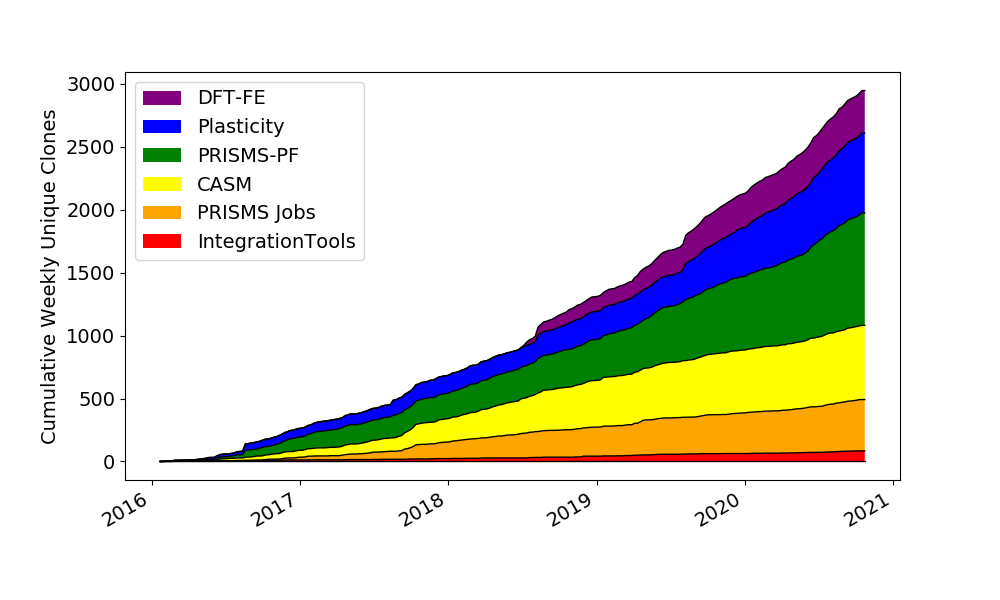 Cumulative Weekly Unique Clones
3000
2500
2000
1500
1000
500
0
DFT-FE
Plasticity
PRISMS-PF
CASM
PRISMS Jobs
IntegrationTools
2016
2017
2018
2019
2020
2021